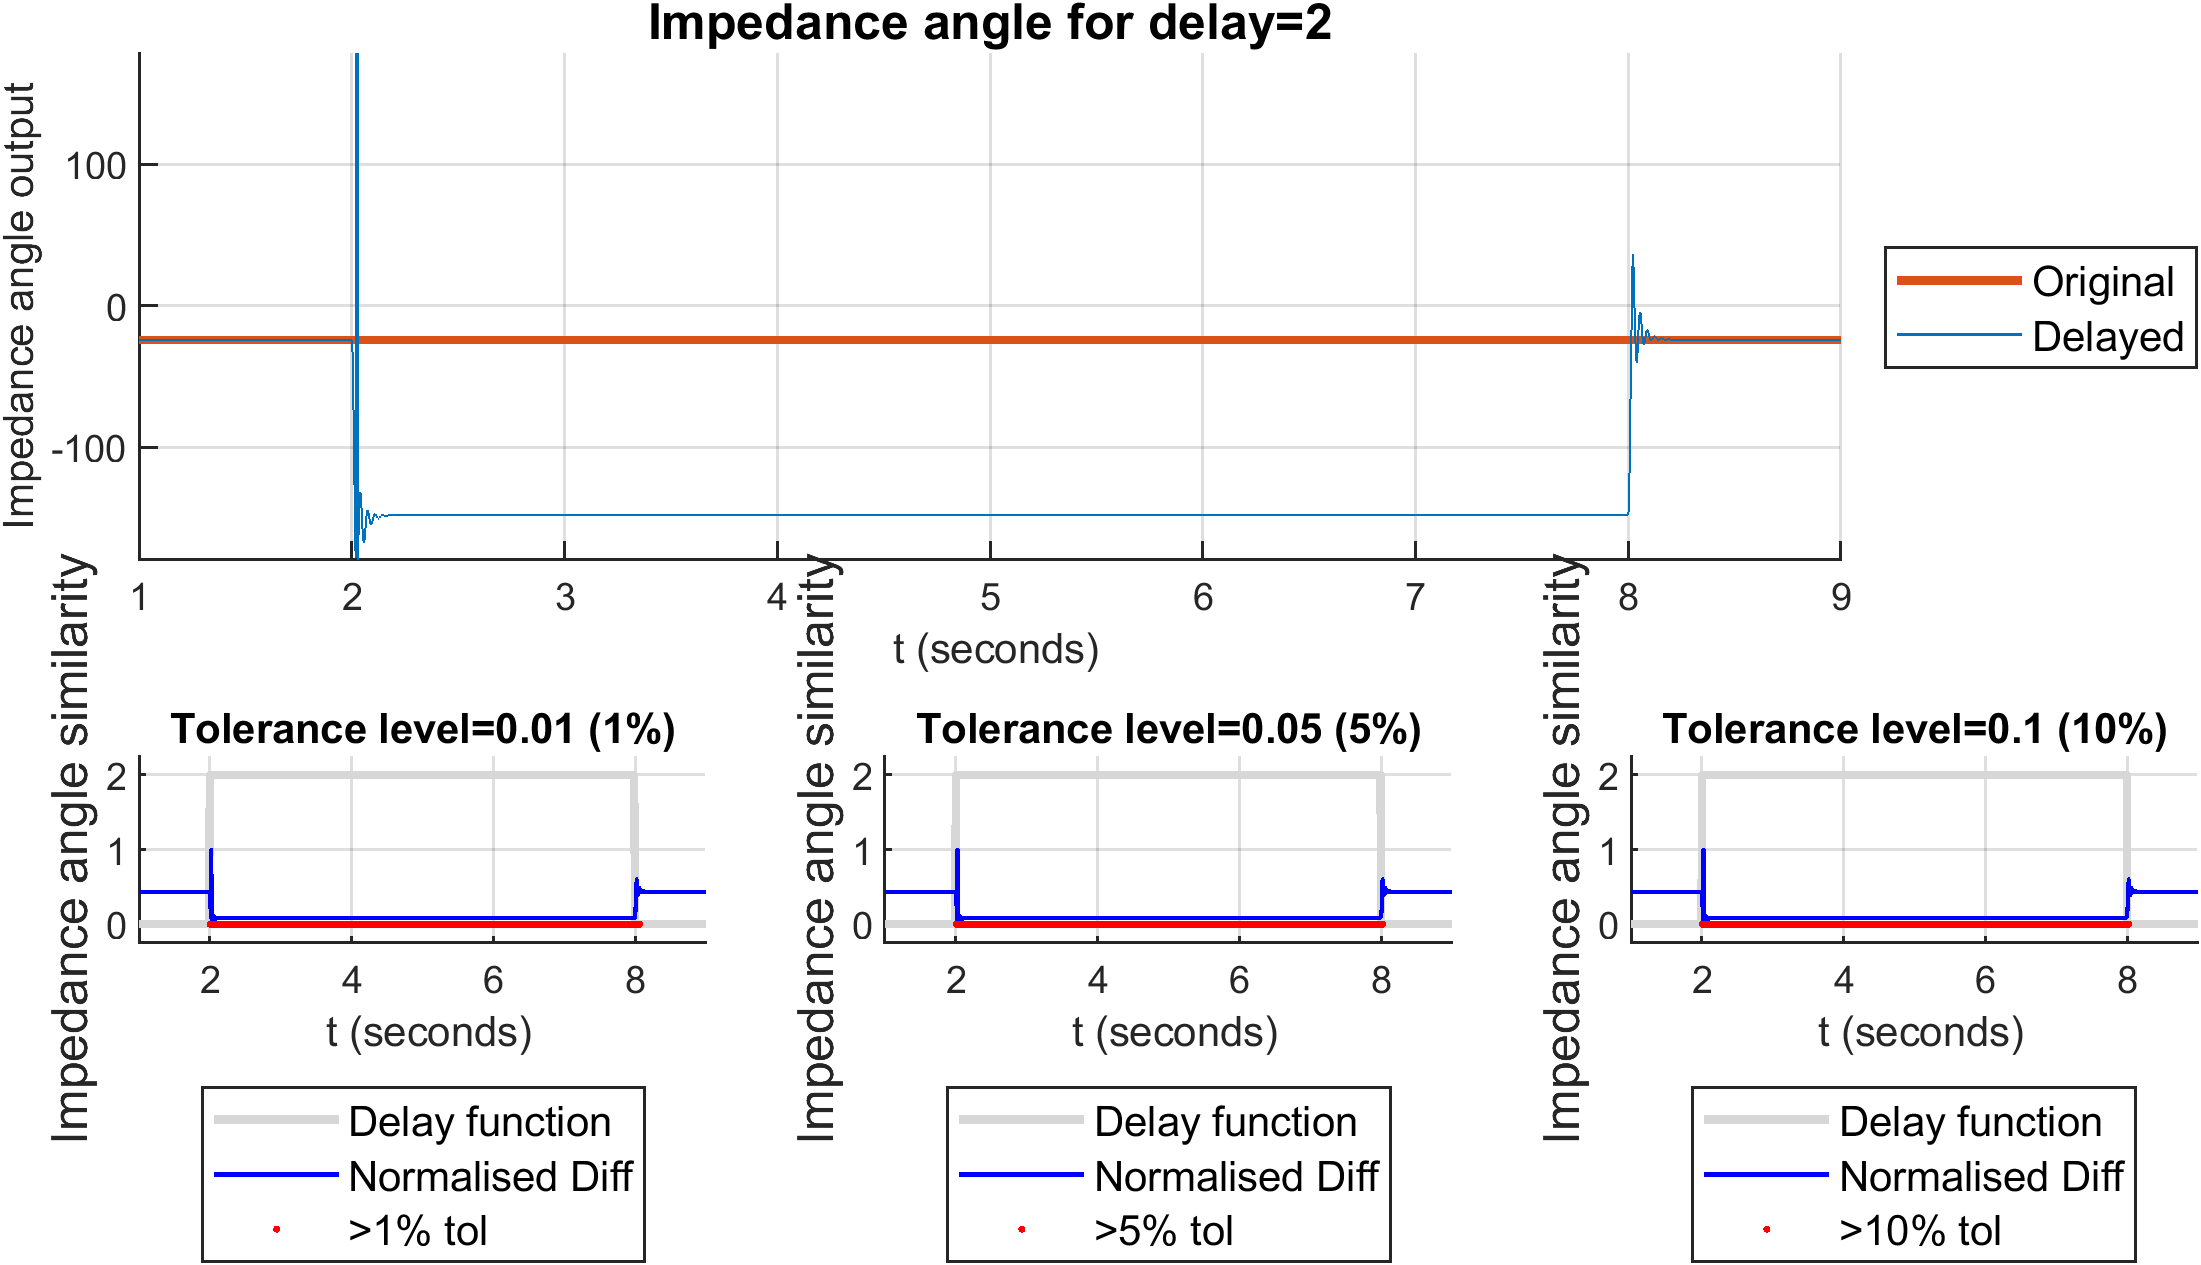 Impedance angle for delay=2
Impedance angle output
100
0
-100
1 2 3 4 5 6 7 8 9
t (seconds)
Original
Delayed
Tolerance level=0.01 (1%)
Impedance angle similarity
2
1
0
2 4 6 8
t (seconds)
Delay function
Normalised Diff
>1% tol
Tolerance level=0.05 (5%)
Impedance angle similarity
2
1
0
2 4 6 8
t (seconds)
Delay function
Normalised Diff
>5% tol
Tolerance level=0.1 (10%)
Impedance angle similarity
2
1
0
2 4 6 8
t (seconds)
Delay function
Normalised Diff
>10% tol